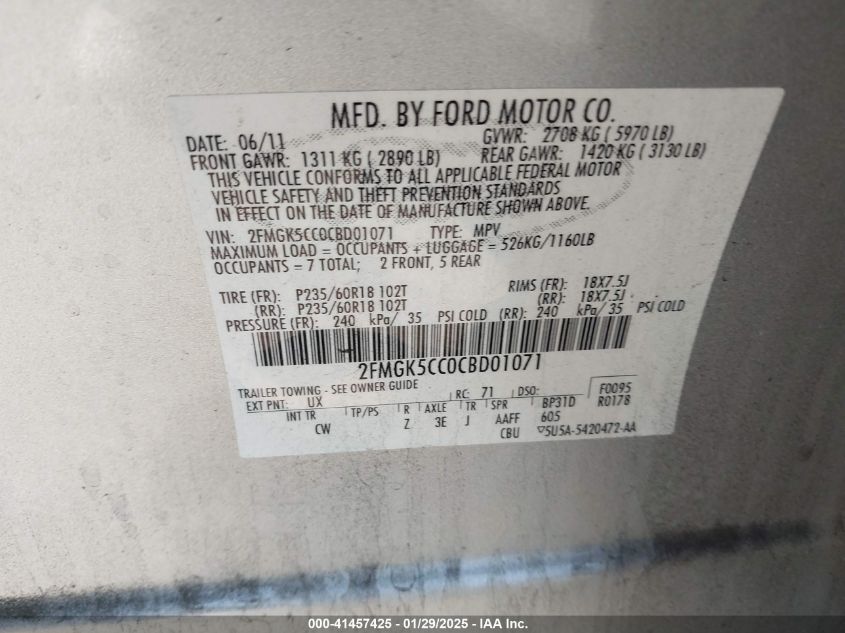 MFD. BY FORD MOTOR CO.
DATE: 06/11 GVWR: 2708 KG ( 5970 LB)
FRONT GAWR: 1311 KG ( 2890 LB) REAR GAWR: 1420 KG ( 3130 LB)
THIS VEHICLE CONFORMS TO ALL APPLICABLE FEDERAL MOTOR
VEHICLE SAFETY AND THEFT PREVENTION STANDARDS
IN EFFECT ON THE DATE OF MANUFACTURE SHOWN ABOVE.
VIN: 2FMGK5CC0CBD01071 TYPE: MPV
MAXIMUM LOAD = OCCUPANTS + LUGGAGE = 526KG/1160LB
OCCUPANTS = 7 TOTAL; 2 FRONT, 5 REAR
TIRE (FR): P235/60R18 102T RIMS (FR): 18X7.5J
(RR): P235/60R18 102T (RR): 18X7.5J
PRESSURE (FR): 240 kPa/ 35 PSI COLD (RR): 240 kPa/ 35 PSI COLD
2FMGK5CC0CBD01071
TRAILER TOWING - SEE OWNER GUIDE
EXT PNT: UX RC: 71 DSO: F0095
INT TR TP/PS R AXLE TR SPR BP31D R0178
CW Z 3E J AAFF 605
CBU ▽5U5A-5420472-AA
000-41457425 - 01/29/2025 - IAA Inc.